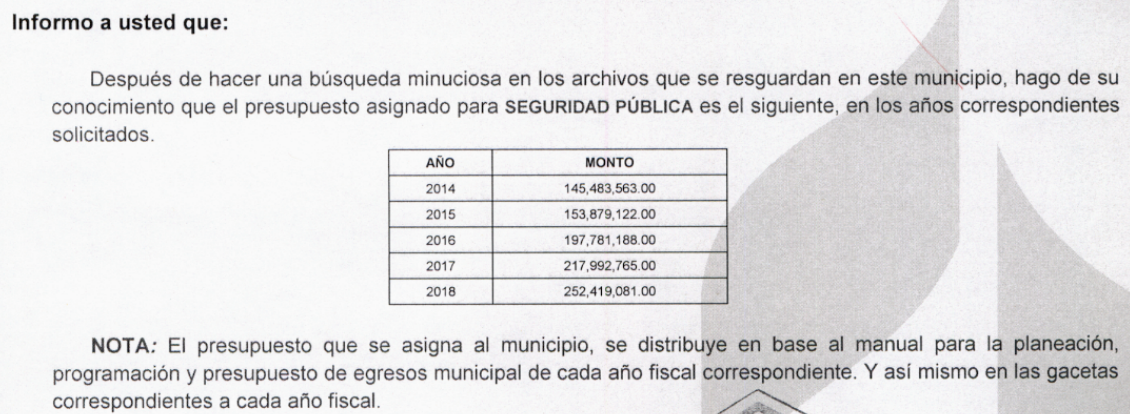 Informo a usted que:
Después de hacer una búsqueda minuciosa en los archivos que se resguardan en este municipio, hago de su
conocimiento que el presupuesto asignado para SEGURIDAD PÚBLICA es el siguiente, en los años correspondientes
solicitados.
AÑO MONTO
2014 145,483,563.00
2015 153,879,122.00
2016 197,781,188.00
2017 217,992,765.00
2018 252,419,081.00
NOTA: El presupuesto que se asigna al municipio, se distribuye en base al manual para la planeación,
programación y presupuesto de egresos municipal de cada año fiscal correspondiente. Y así mismo en las gacetas
correspondientes a cada año fiscal.